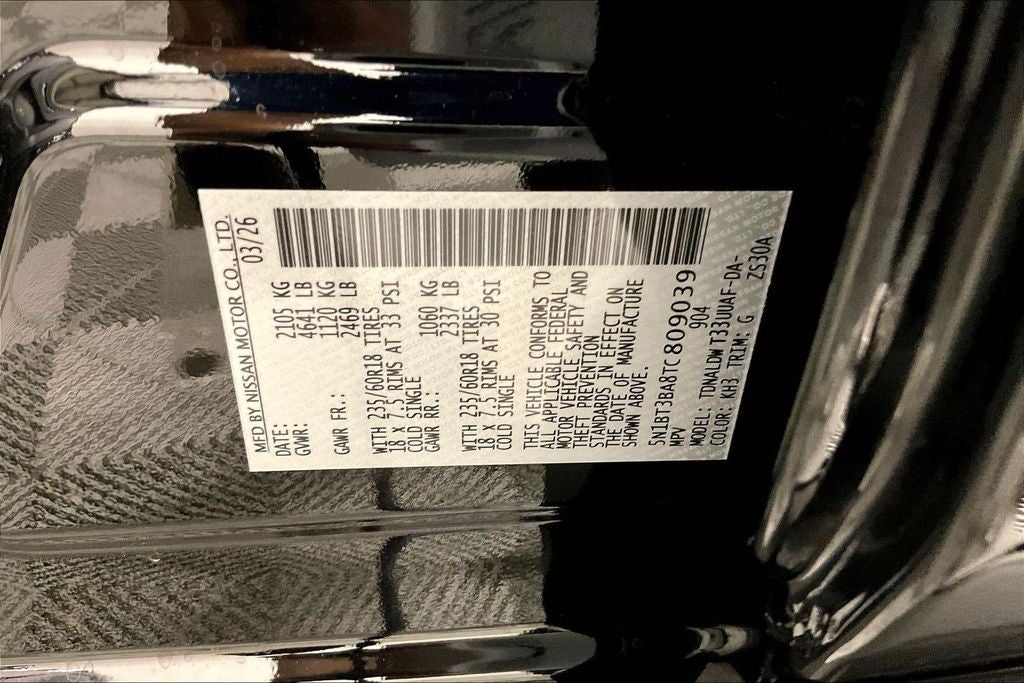 MFD BY NISSAN MOTOR CO., LTD.
DATE: 03/26
GVWR: 2105 KG
4641 LB
GAWR FR.: 1120 KG
2469 LB
WITH 235/60R18 TIRES
18 X 7.5 RIMS AT 33 PSI
COLD SINGLE
GAWR RR.: 1060 KG
2337 LB
WITH 235/60R18 TIRES
18 X 7.5 RIMS AT 30 PSI
COLD SINGLE
THIS VEHICLE CONFORMS TO
ALL APPLICABLE FEDERAL
MOTOR VEHICLE SAFETY AND
THEFT PREVENTION
STANDARDS IN EFFECT ON
THE DATE OF MANUFACTURE
SHOWN ABOVE.
5N1BT3BA8TC809039
MPV 904
MODEL: TDNALDW T33UUAF-DA-
COLOR: KH3 TRIM: G ZS30A